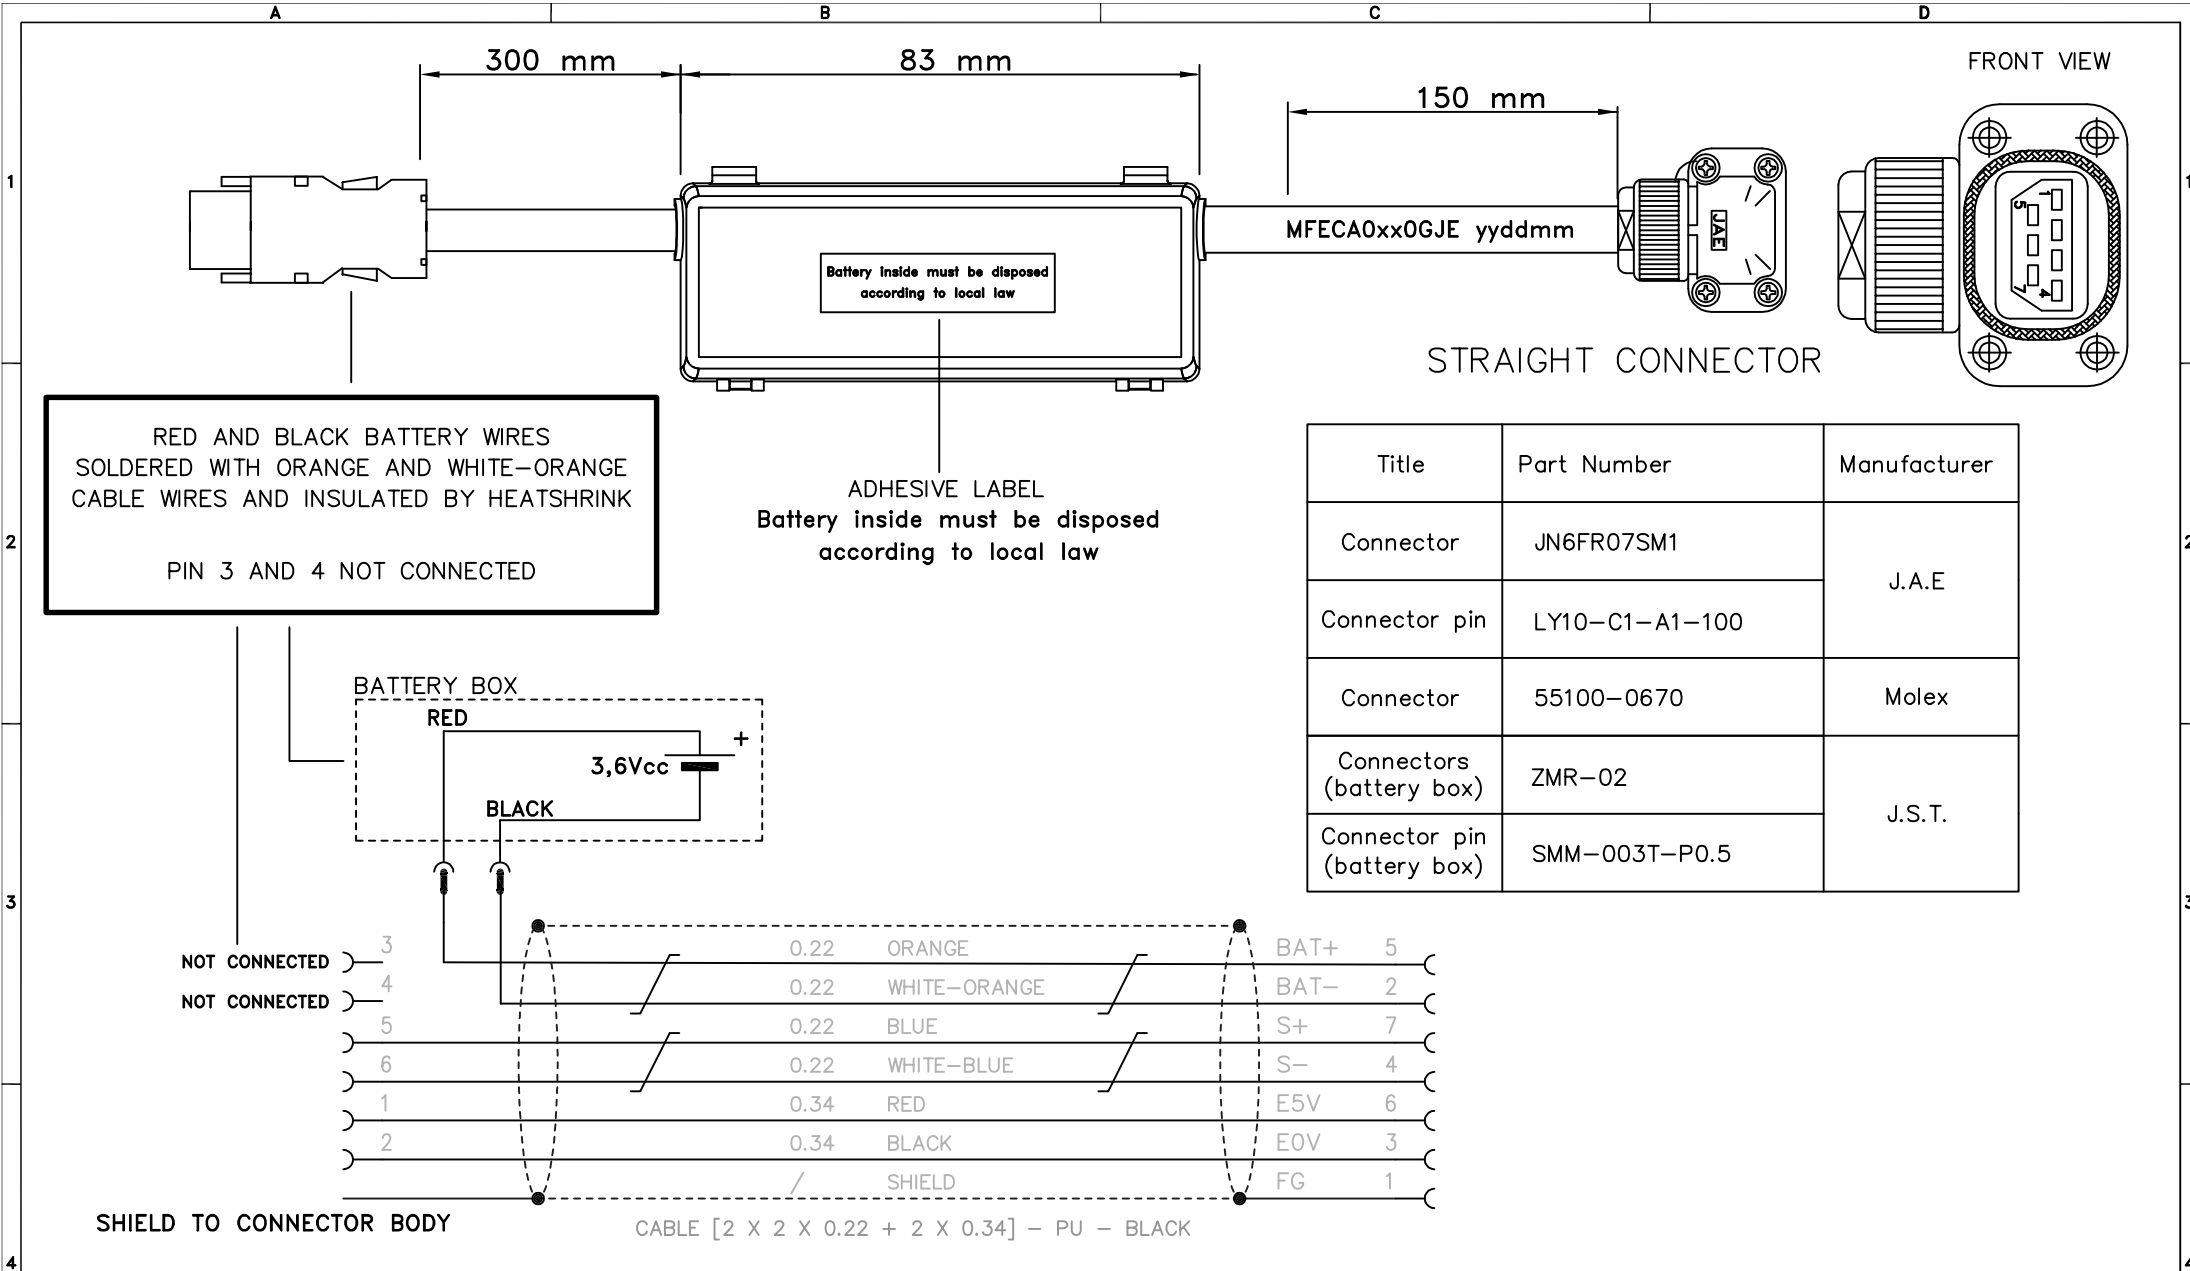 A B C D
300 mm
83 mm
150 mm
FRONT VIEW
1 1
MFECA0xx0GJE yyddmm
JAE
1
5
7
4
Battery inside must be disposed
according to local law
STRAIGHT CONNECTOR
RED AND BLACK BATTERY WIRES
SOLDERED WITH ORANGE AND WHITE-ORANGE
CABLE WIRES AND INSULATED BY HEATSHRINK
PIN 3 AND 4 NOT CONNECTED
ADHESIVE LABEL
Battery inside must be disposed
according to local law
2 2
Title Part Number Manufacturer
Connector JN6FR07SM1
J.A.E
Connector pin LY10-C1-A1-100
Connector 55100-0670 Molex
Connectors
(battery box) ZMR-02
J.S.T.
Connector pin
(battery box) SMM-003T-P0.5
BATTERY BOX
RED
+
3,6Vcc
BLACK
3 3
NOT CONNECTED 3 0.22 ORANGE BAT+ 5
NOT CONNECTED 4 0.22 WHITE-ORANGE BAT- 2
5 0.22 BLUE S+ 7
6 0.22 WHITE-BLUE S- 4
1 0.34 RED E5V 6
2 0.34 BLACK E0V 3
/ SHIELD FG 1
SHIELD TO CONNECTOR BODY
CABLE [2 X 2 X 0.22 + 2 X 0.34] - PU - BLACK
4 4